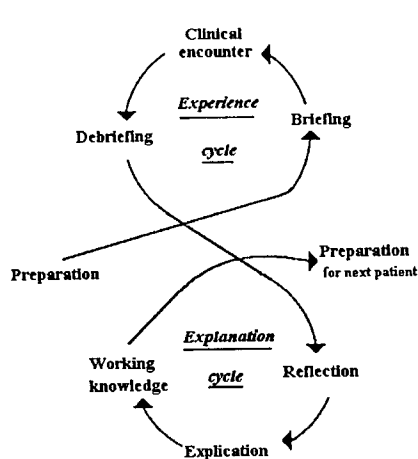 Clinical
encounter
Experience
cycle
Debriefing
Briefing
Preparation
Preparation
for next patient
Explanation
cycle
Working
knowledge
Reflection
Explication